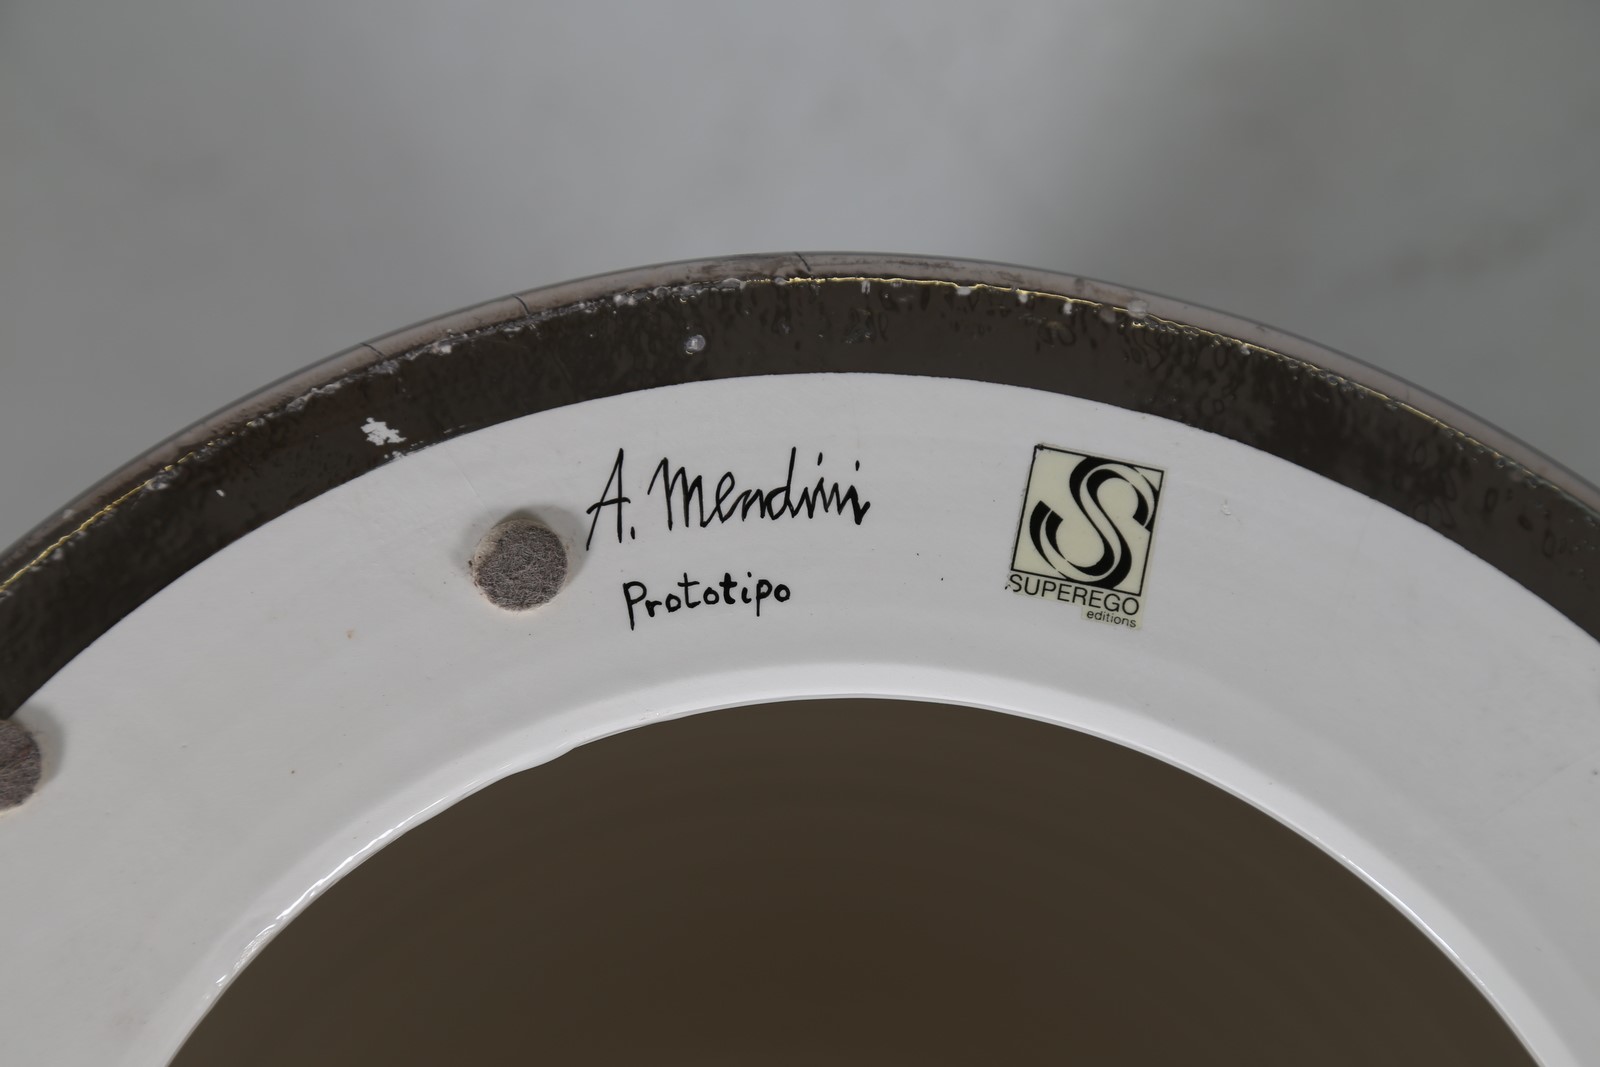 A. Mendini
Prototipo
SUPEREGO
editions